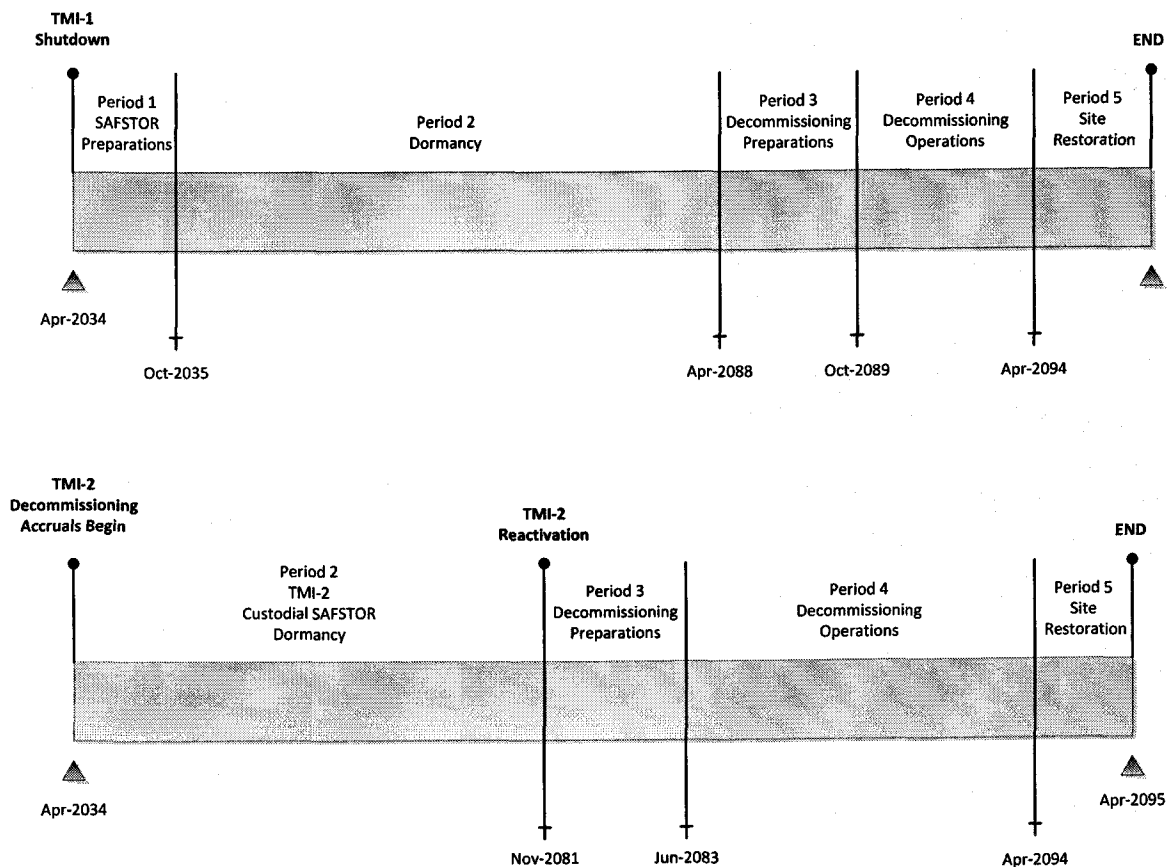 TMI-1
Shutdown
END
Period 1
SAFSTOR
Preparations
Period 2
Dormancy
Period 3
Decommissioning
Preparations
Period 4
Decommissioning
Operations
Period 5
Site
Restoration
Apr-2034
Oct-2035
Apr-2088
Oct-2089
Apr-2094
TMI-2
Decommissioning
Accruals Begin
TMI-2
Reactivation
END
Period 2
TMI-2
Custodial SAFSTOR
Dormancy
Period 3
Decommissioning
Preparations
Period 4
Decommissioning
Operations
Period 5
Site
Restoration
Apr-2034
Nov-2081
Jun-2083
Apr-2094
Apr-2095